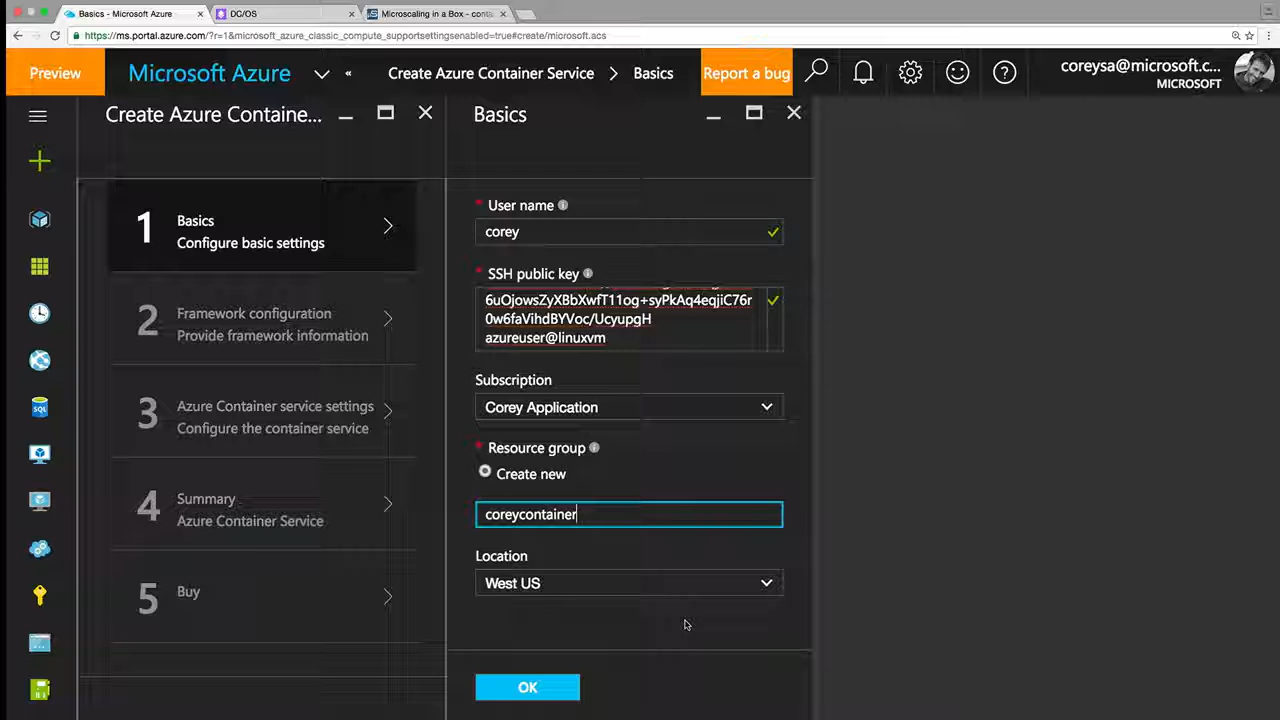 Basics - Microsoft Azure
DC/OS
Microscaling in a Box - cont
https://ms.portal.azure.com/?r=1&microsoft_azure_classic_compute_supportsettingsenabled=true#create/microsoft.acs
Preview
Microsoft Azure
Create Azure Container Service
Basics
Report a bug
coreysa@microsoft.c...
MICROSOFT
Create Azure Containe...
Basics
1
Basics
Configure basic settings
2
Framework configuration
Provide framework information
3
Azure Container service settings
Configure the container service
4
Summary
Azure Container Service
5
Buy
* User name
corey
* SSH public key
6uOjowsZyXBbXwfT11og+syPkAq4eqjiC76r
0w6faVihdBYVoc/UcyupgH
azureuser@linuxvm
Subscription
Corey Application
* Resource group
Create new
coreycontainer
Location
West US
OK
SQL